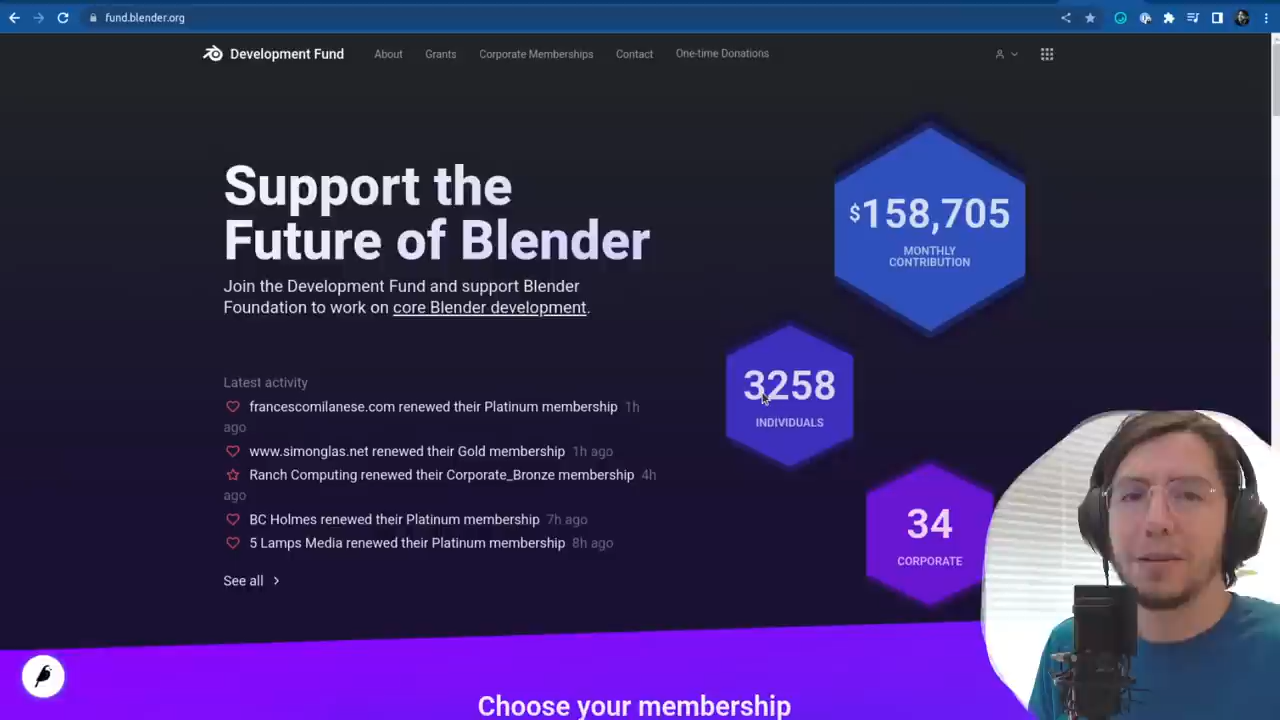 fund.blender.org
Development Fund
About
Grants
Corporate Memberships
Contact
One-time Donations
Support the
Future of Blender
Join the Development Fund and support Blender
Foundation to work on core Blender development.
$158,705
MONTHLY
CONTRIBUTION
3258
INDIVIDUALS
34
CORPORATE
Latest activity
francescomilanese.com renewed their Platinum membership 1h
ago
www.simonglas.net renewed their Gold membership 1h ago
Ranch Computing renewed their Corporate_Bronze membership 4h
ago
BC Holmes renewed their Platinum membership 7h ago
5 Lamps Media renewed their Platinum membership 8h ago
See all
Choose your membership